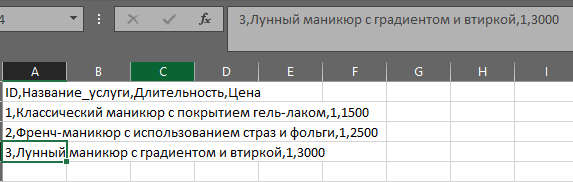 4
fx
3,Лунный маникюр с градиентом и втиркой,1,3000
A B C D E F G H I
ID,Название_услуги,Длительность,Цена
1,Классический маникюр с покрытием гель-лаком,1,1500
2,Френч-маникюр с использованием страз и фольги,1,2500
3,Лунный маникюр с градиентом и втиркой,1,3000